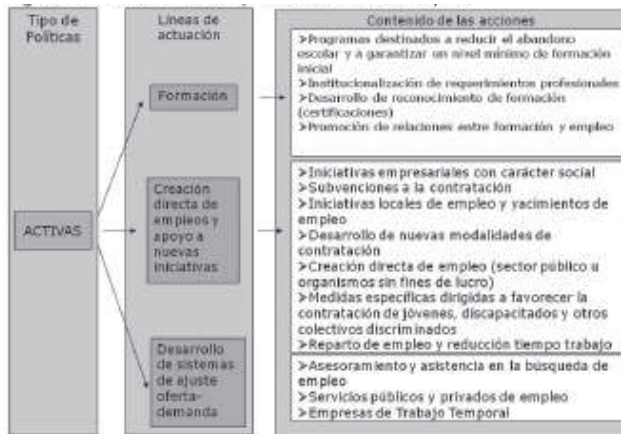 Tipo de
Políticas
Líneas de
actuación
Contenido de las acciones
ACTIVAS
Formación
➢Programas destinados a reducir el abandono
escolar y a garantizar un nivel mínimo de formación
inicial
➢Institucionalización de requerimientos profesionales
➢Desarrollo de reconocimiento de formación
(certificaciones)
➢Promoción de relaciones entre formación y empleo
Creación
directa de
empleos y
apoyo a
nuevas
iniciativas
➢Iniciativas empresariales con carácter social
➢Subvenciones a la contratación
➢Iniciativas locales de empleo y yacimientos de
empleo
➢Desarrollo de nuevas modalidades de
contratación
➢Creación directa de empleo (sector público u
organismos sin fines de lucro)
➢Medidas específicas dirigidas a favorecer la
contratación de jóvenes, discapacitados y otros
colectivos discriminados
➢Reparto de empleo y reducción tiempo trabajo
Desarrollo
de sistemas
de ajuste
oferta-
demanda
➢Asesoramiento y asistencia en la búsqueda de
empleo
➢Servicios públicos y privados de empleo
➢Empresas de Trabajo Temporal